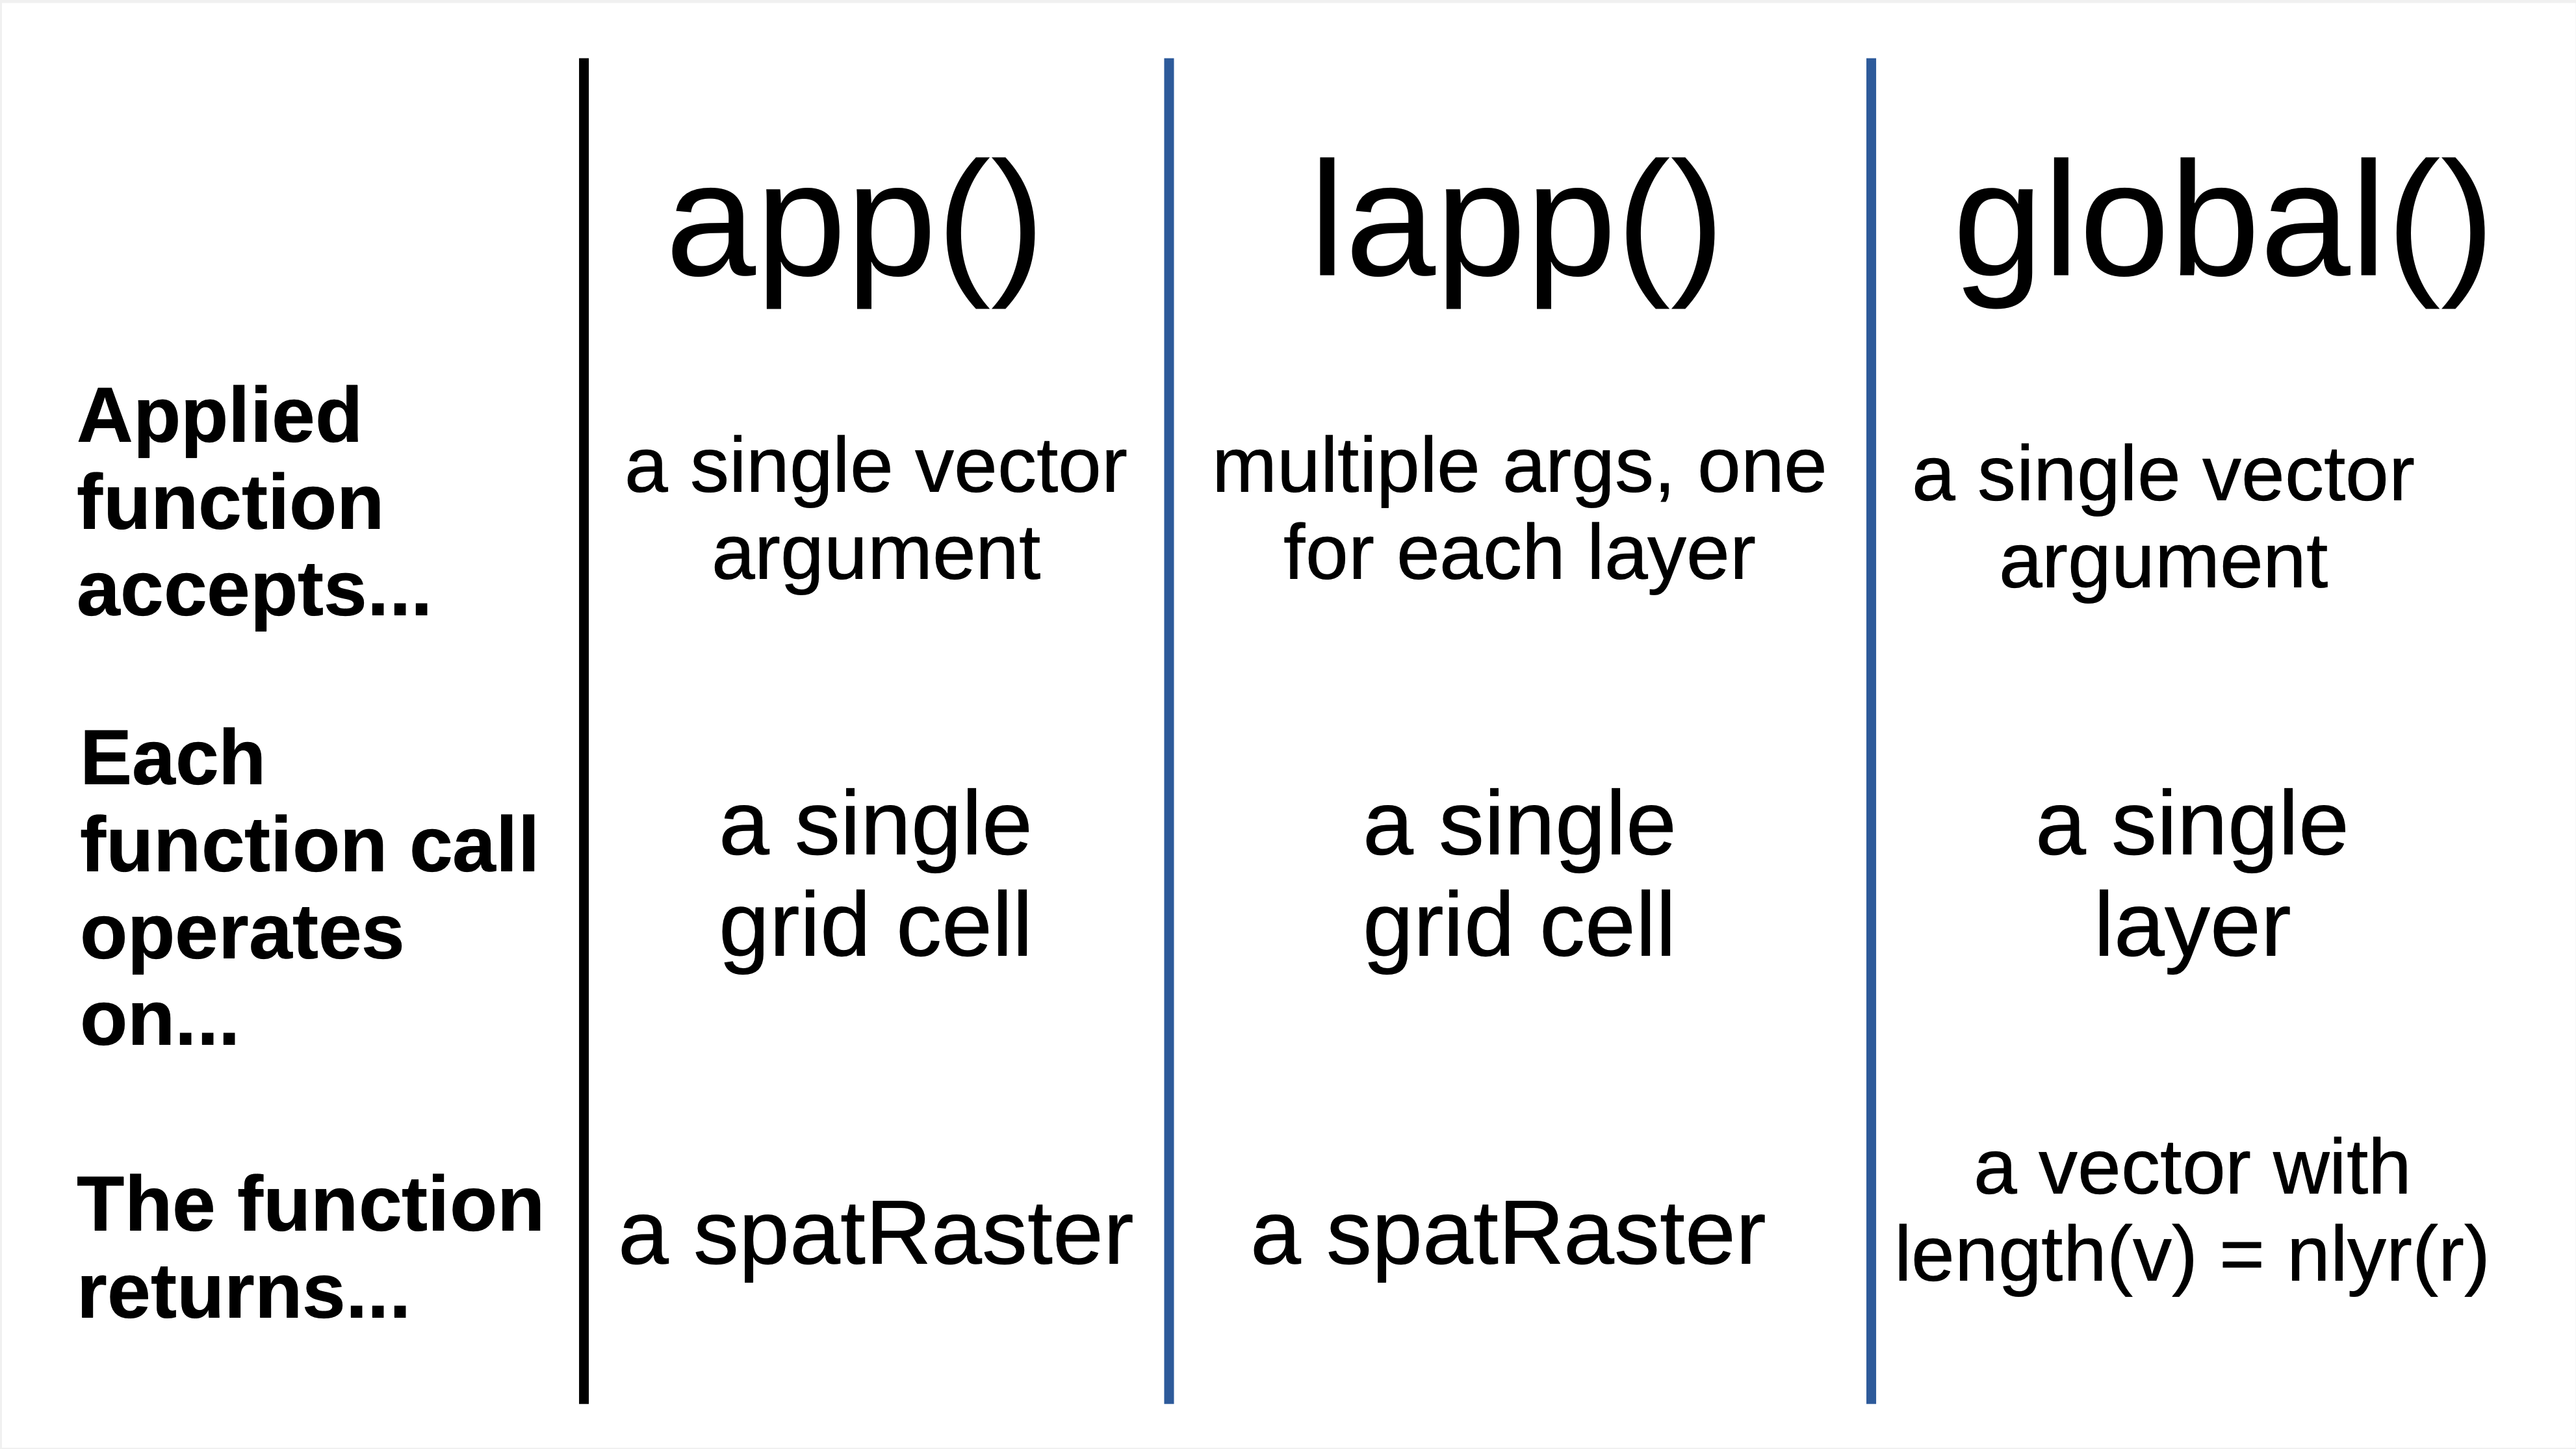 app()
lapp()
global()
Applied
function
accepts...
a single vector
argument
multiple args, one
for each layer
a single vector
argument
Each
function call
operates
on...
a single
grid cell
a single
grid cell
a single
layer
The function
returns...
a spatRaster
a spatRaster
a vector with
length(v) = nlyr(r)